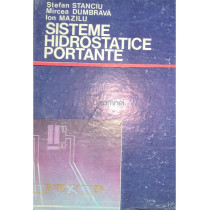 Ștefan STANCIU
Mircea DUMBRAVĂ
Ion MAZILU
SISTEME
HIDROSTATICE
PORTANTE